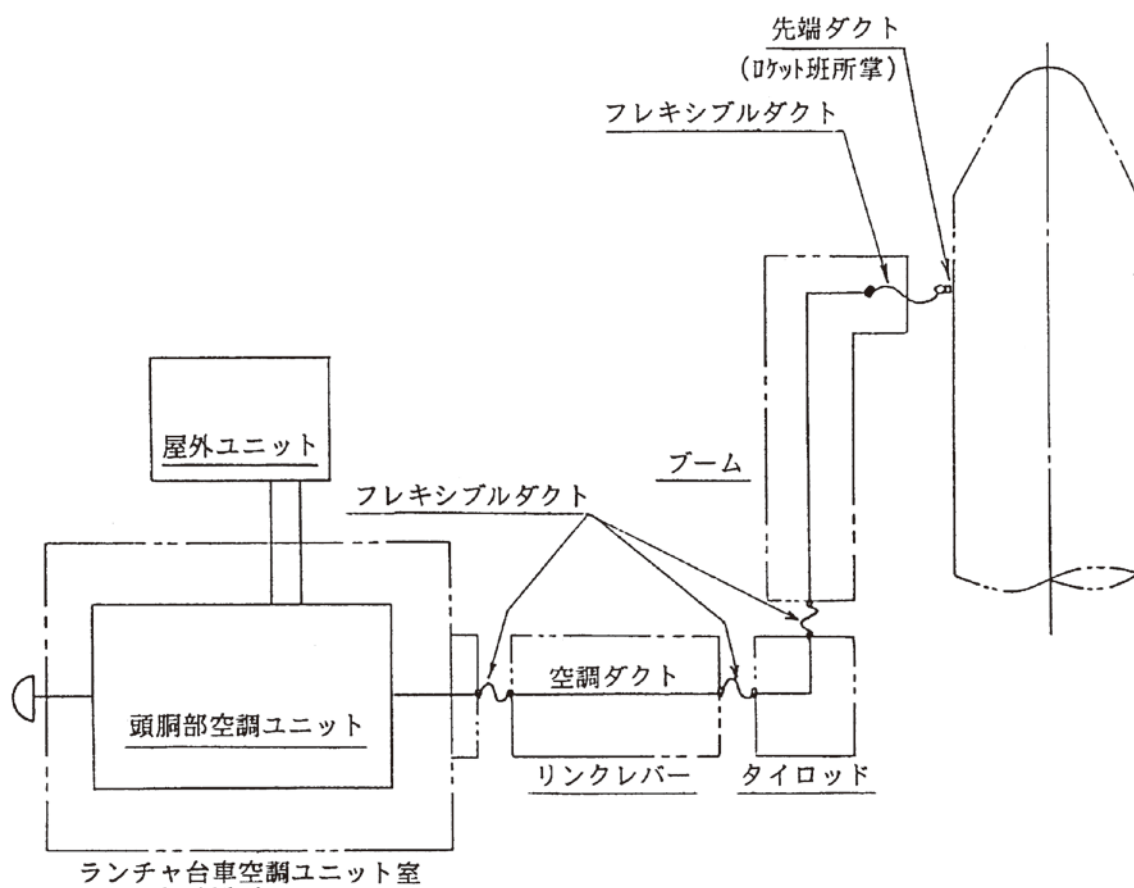 先端ダクト
(ロケット班所掌)
フレキシブルダクト
屋外ユニット
ブーム
フレキシブルダクト
空調ダクト
頭胴部空調ユニット
リンクレバー
タイロッド
ランチャ台車空調ユニット室